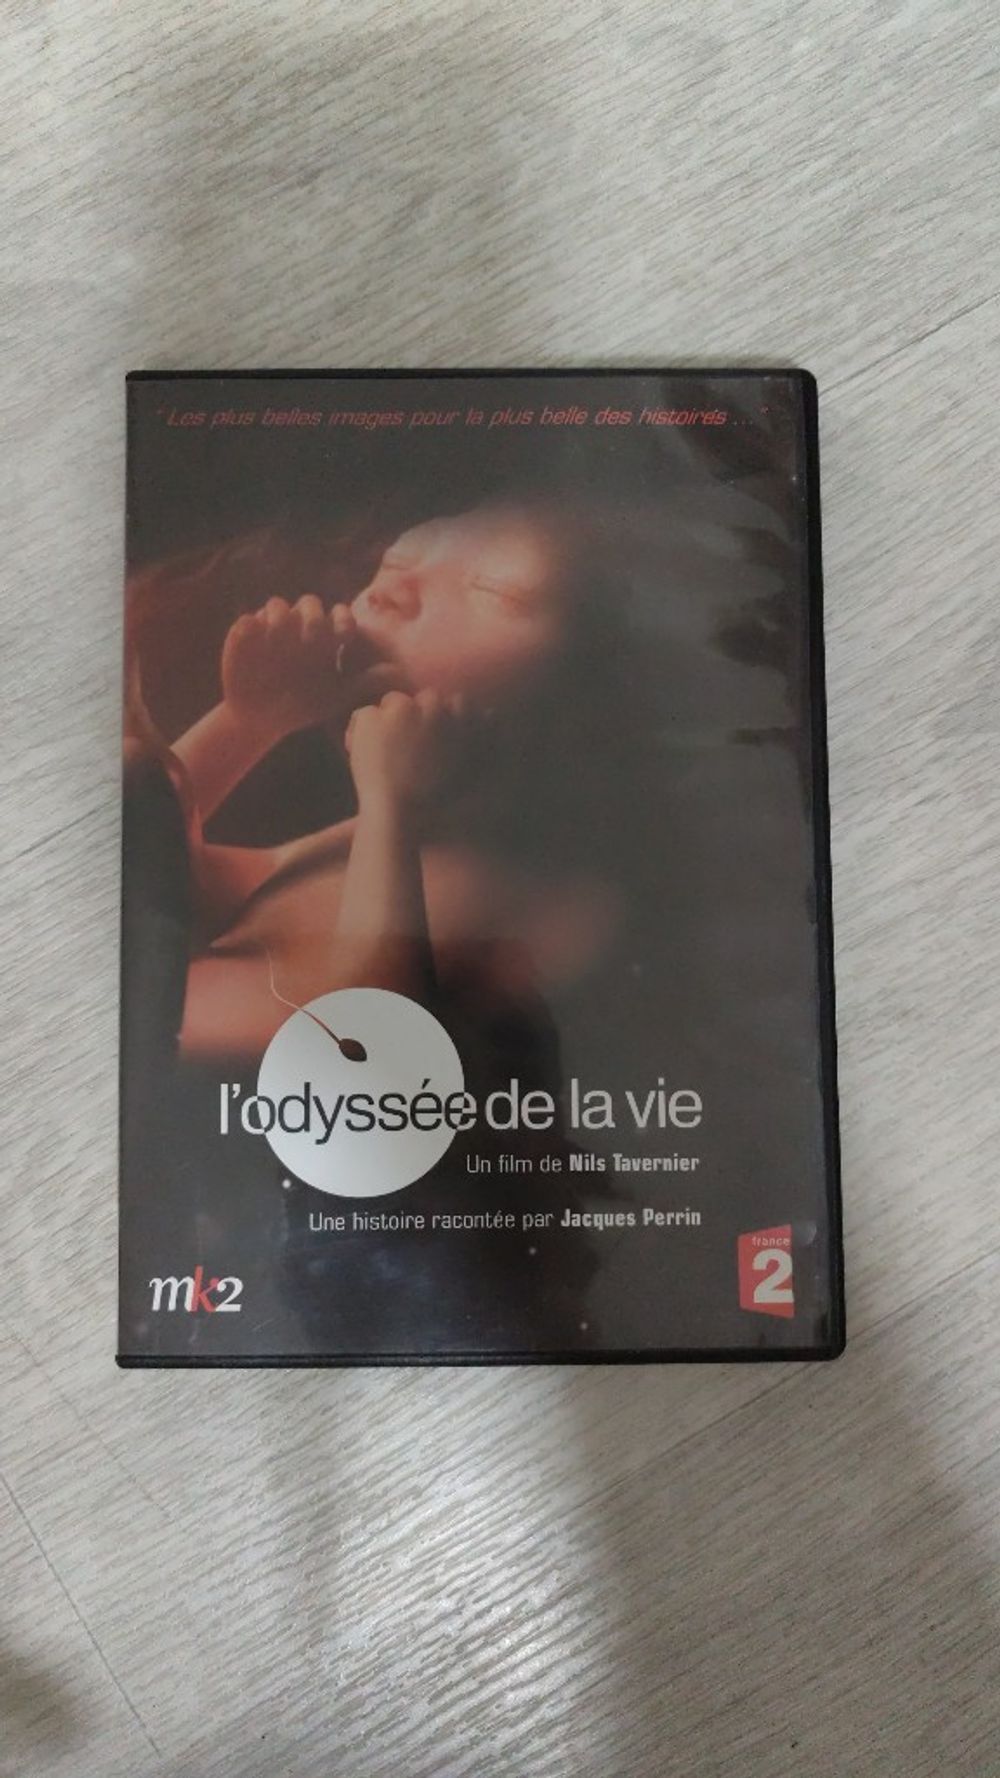 "Les plus belles images pour la plus belle des histoires ..."
l'odyssée de la vie
Un film de Nils Tavernier
Une histoire racontée par Jacques Perrin
france
2
mk2